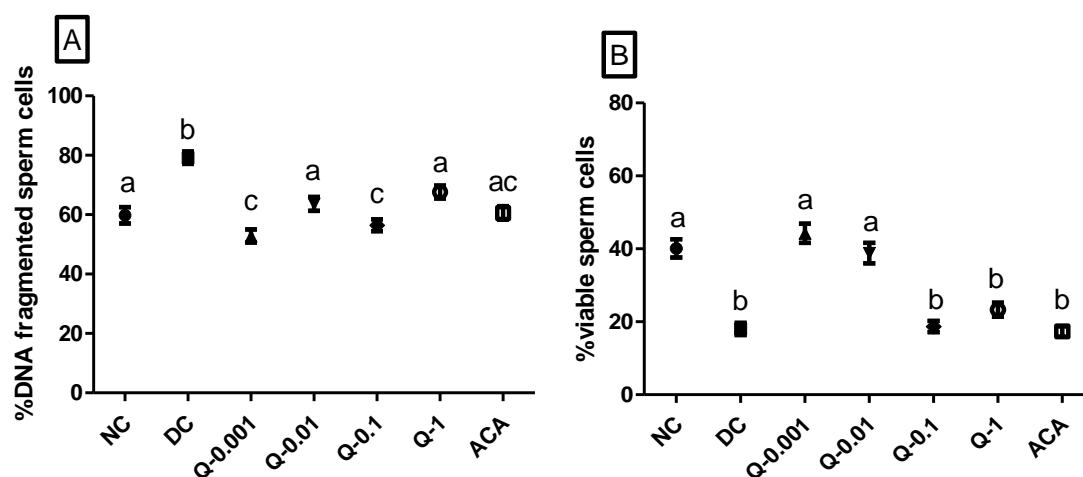 A
%DNA fragmented sperm cells
100
80
60
40
20
0
a
b
c
a
c
a
ac
NC
DC
Q-0.001
Q-0.01
Q-0.1
Q-1
ACA
B
%viable sperm cells
80
60
40
20
0
a
b
a
a
b
b
b
NC
DC
Q-0.001
Q-0.01
Q-0.1
Q-1
ACA